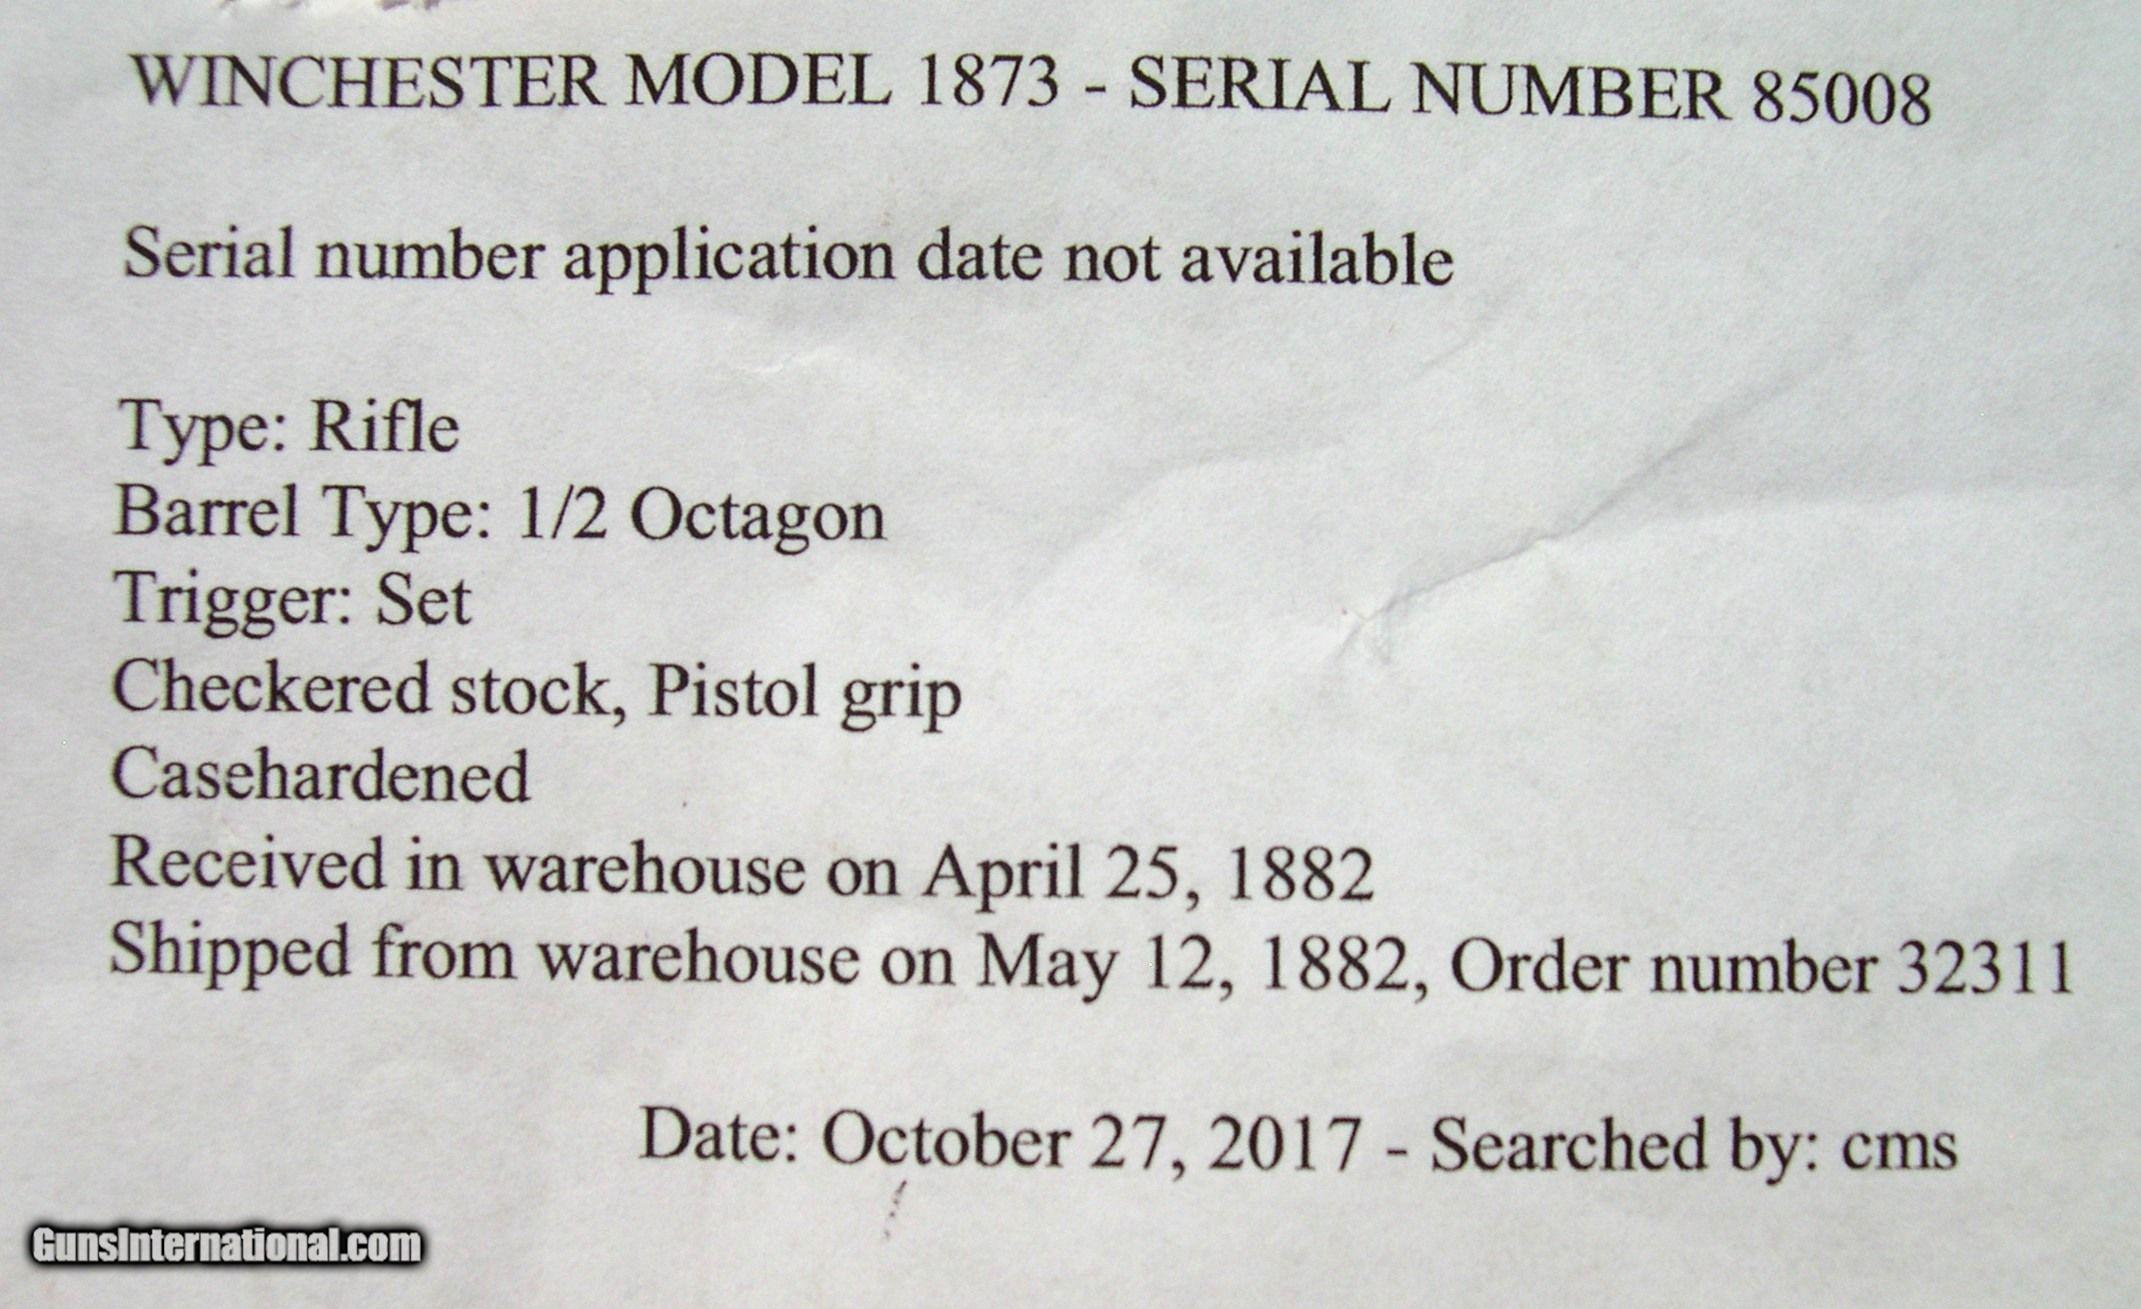 WINCHESTER MODEL 1873 - SERIAL NUMBER 85008
Serial number application date not available
Type: Rifle
Barrel Type: 1/2 Octagon
Trigger: Set
Checkered stock, Pistol grip
Casehardened
Received in warehouse on April 25, 1882
Shipped from warehouse on May 12, 1882, Order number 32311
Date: October 27, 2017 - Searched by: cms
GunsInternational.com